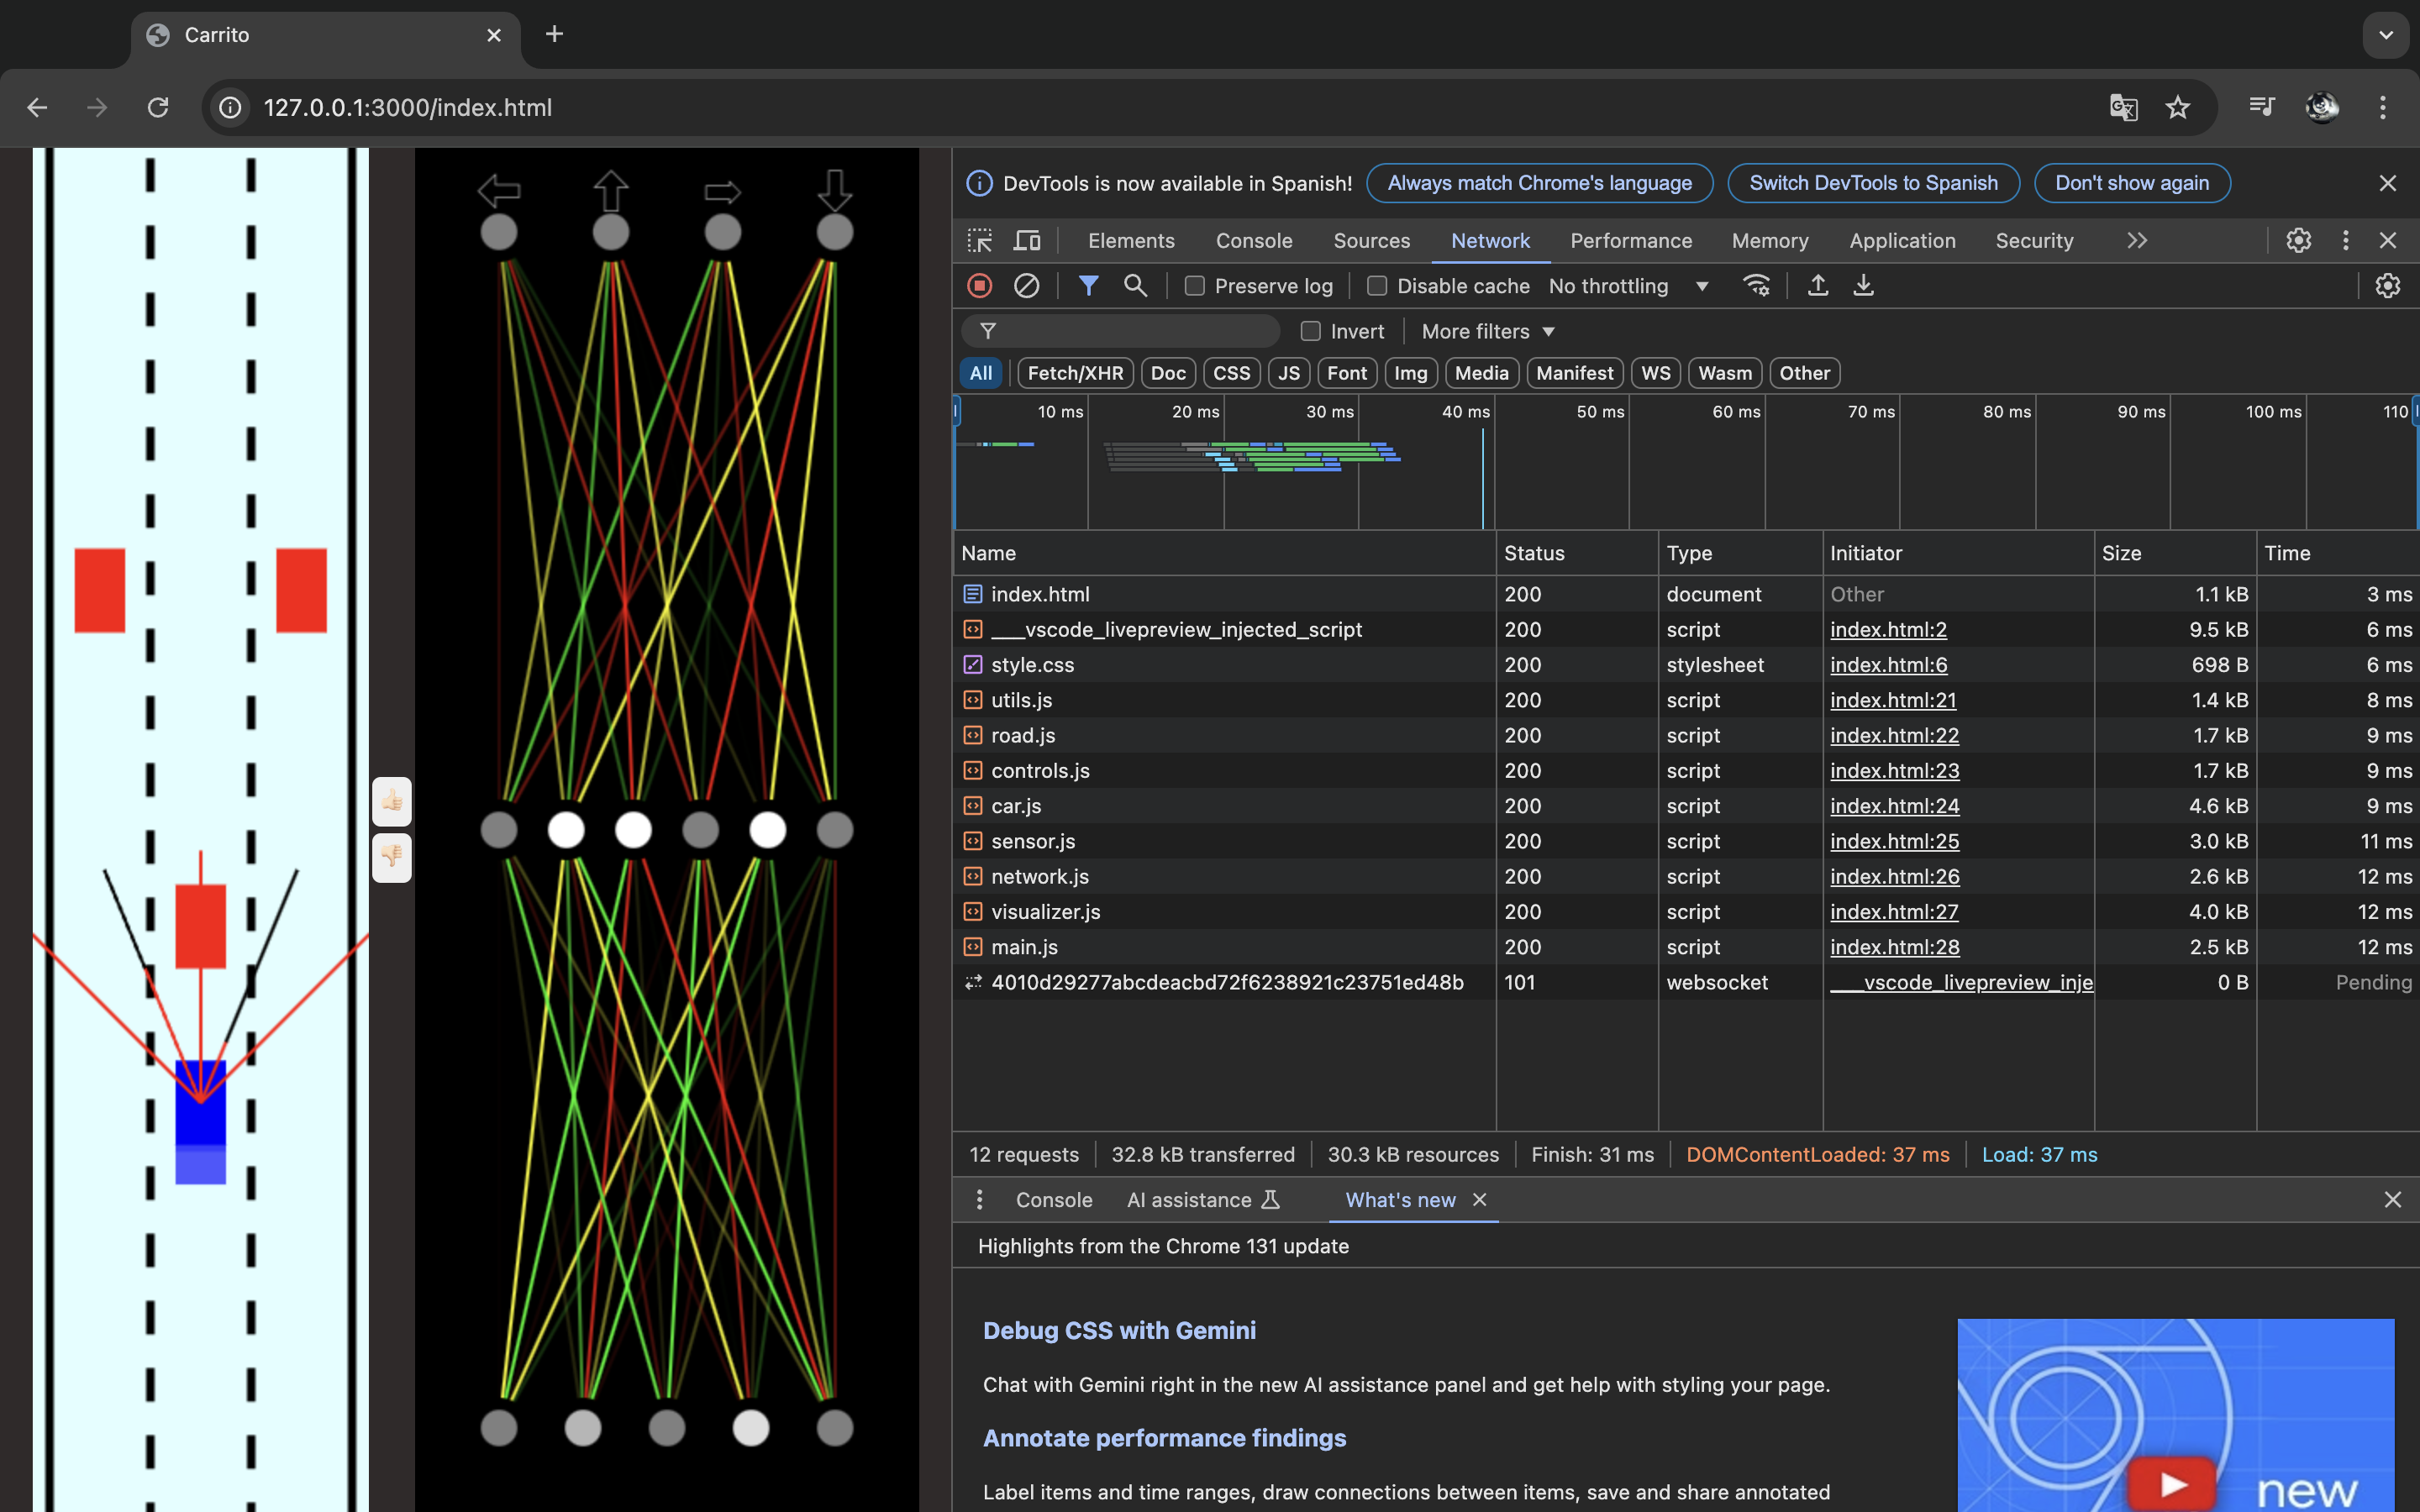 Carrito
127.0.0.1:3000/index.html
DevTools is now available in Spanish! Always match Chrome's language Switch DevTools to Spanish Don't show again
Elements Console Sources Network Performance Memory Application Security
Preserve log Disable cache No throttling
Invert More filters
All Fetch/XHR Doc CSS JS Font Img Media Manifest WS Wasm Other
10 ms 20 ms 30 ms 40 ms 50 ms 60 ms 70 ms 80 ms 90 ms 100 ms 110
Name Status Type Initiator Size Time
index.html 200 document Other 1.1 kB 3 ms
___vscode_livepreview_injected_script 200 script index.html:2 9.5 kB 6 ms
style.css 200 stylesheet index.html:6 698 B 6 ms
utils.js 200 script index.html:21 1.4 kB 8 ms
road.js 200 script index.html:22 1.7 kB 9 ms
controls.js 200 script index.html:23 1.7 kB 9 ms
car.js 200 script index.html:24 4.6 kB 9 ms
sensor.js 200 script index.html:25 3.0 kB 11 ms
network.js 200 script index.html:26 2.6 kB 12 ms
visualizer.js 200 script index.html:27 4.0 kB 12 ms
main.js 200 script index.html:28 2.5 kB 12 ms
4010d29277abcdeacbd72f6238921c23751ed48b 101 websocket ___vscode_livepreview_inje 0 B Pending
12 requests 32.8 kB transferred 30.3 kB resources Finish: 31 ms DOMContentLoaded: 37 ms Load: 37 ms
Console AI assistance What's new
Highlights from the Chrome 131 update
Debug CSS with Gemini
Chat with Gemini right in the new AI assistance panel and get help with styling your page.
Annotate performance findings
Label items and time ranges, draw connections between items, save and share annotated
new